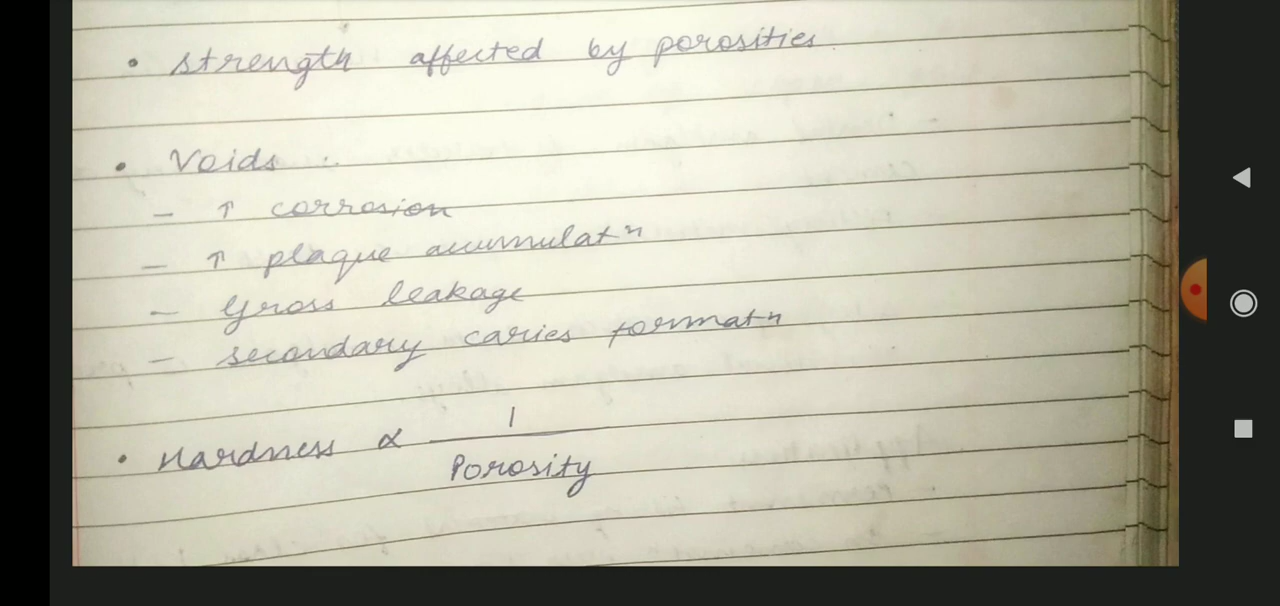 • strength affected by porosities.
• Voids :.
– ↑ corrosion
– ↑ plaque accumulatⁿ
– Gross leakage
– secondary caries formatⁿ
• Hardness ∝ 1
Porosity